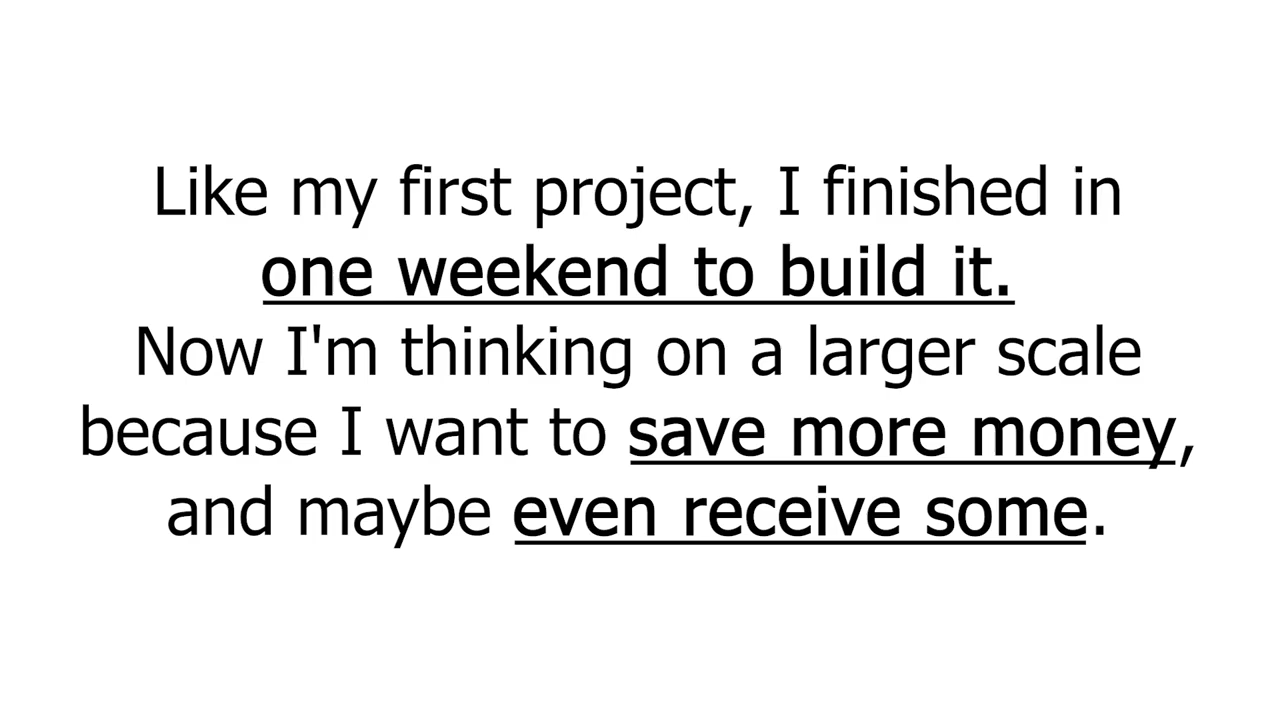 Like my first project, I finished in
one weekend to build it.
Now I'm thinking on a larger scale
because I want to save more money,
and maybe even receive some.